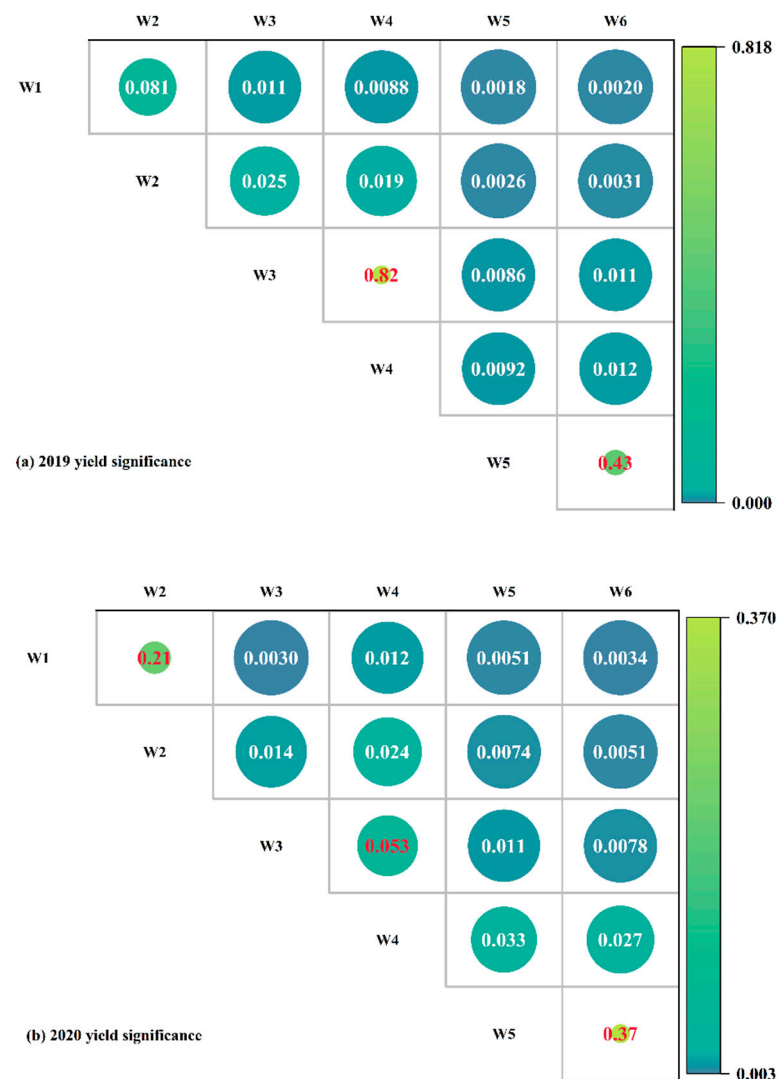 W2 W3 W4 W5 W6
0.818
W1 0.081 0.011 0.0088 0.0018 0.0020
W2 0.025 0.019 0.0026 0.0031
W3 0.82 0.0086 0.011
W4 0.0092 0.012
(a) 2019 yield significance W5 0.43
0.000
W2 W3 W4 W5 W6
0.370
W1 0.21 0.0030 0.012 0.0051 0.0034
W2 0.014 0.024 0.0074 0.0051
W3 0.053 0.011 0.0078
W4 0.033 0.027
(b) 2020 yield significance W5 0.37
0.003